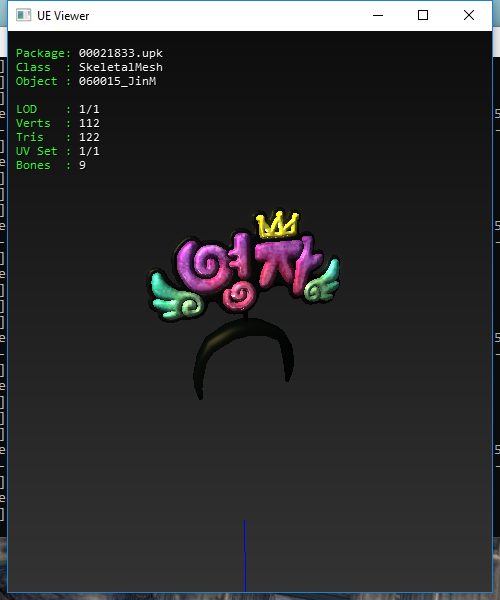 UE Viewer
Package: 00021833.upk
Class : SkeletalMesh
Object : 060015_JinM
LOD : 1/1
Verts : 112
Tris : 122
UV Set : 1/1
Bones : 9
영자